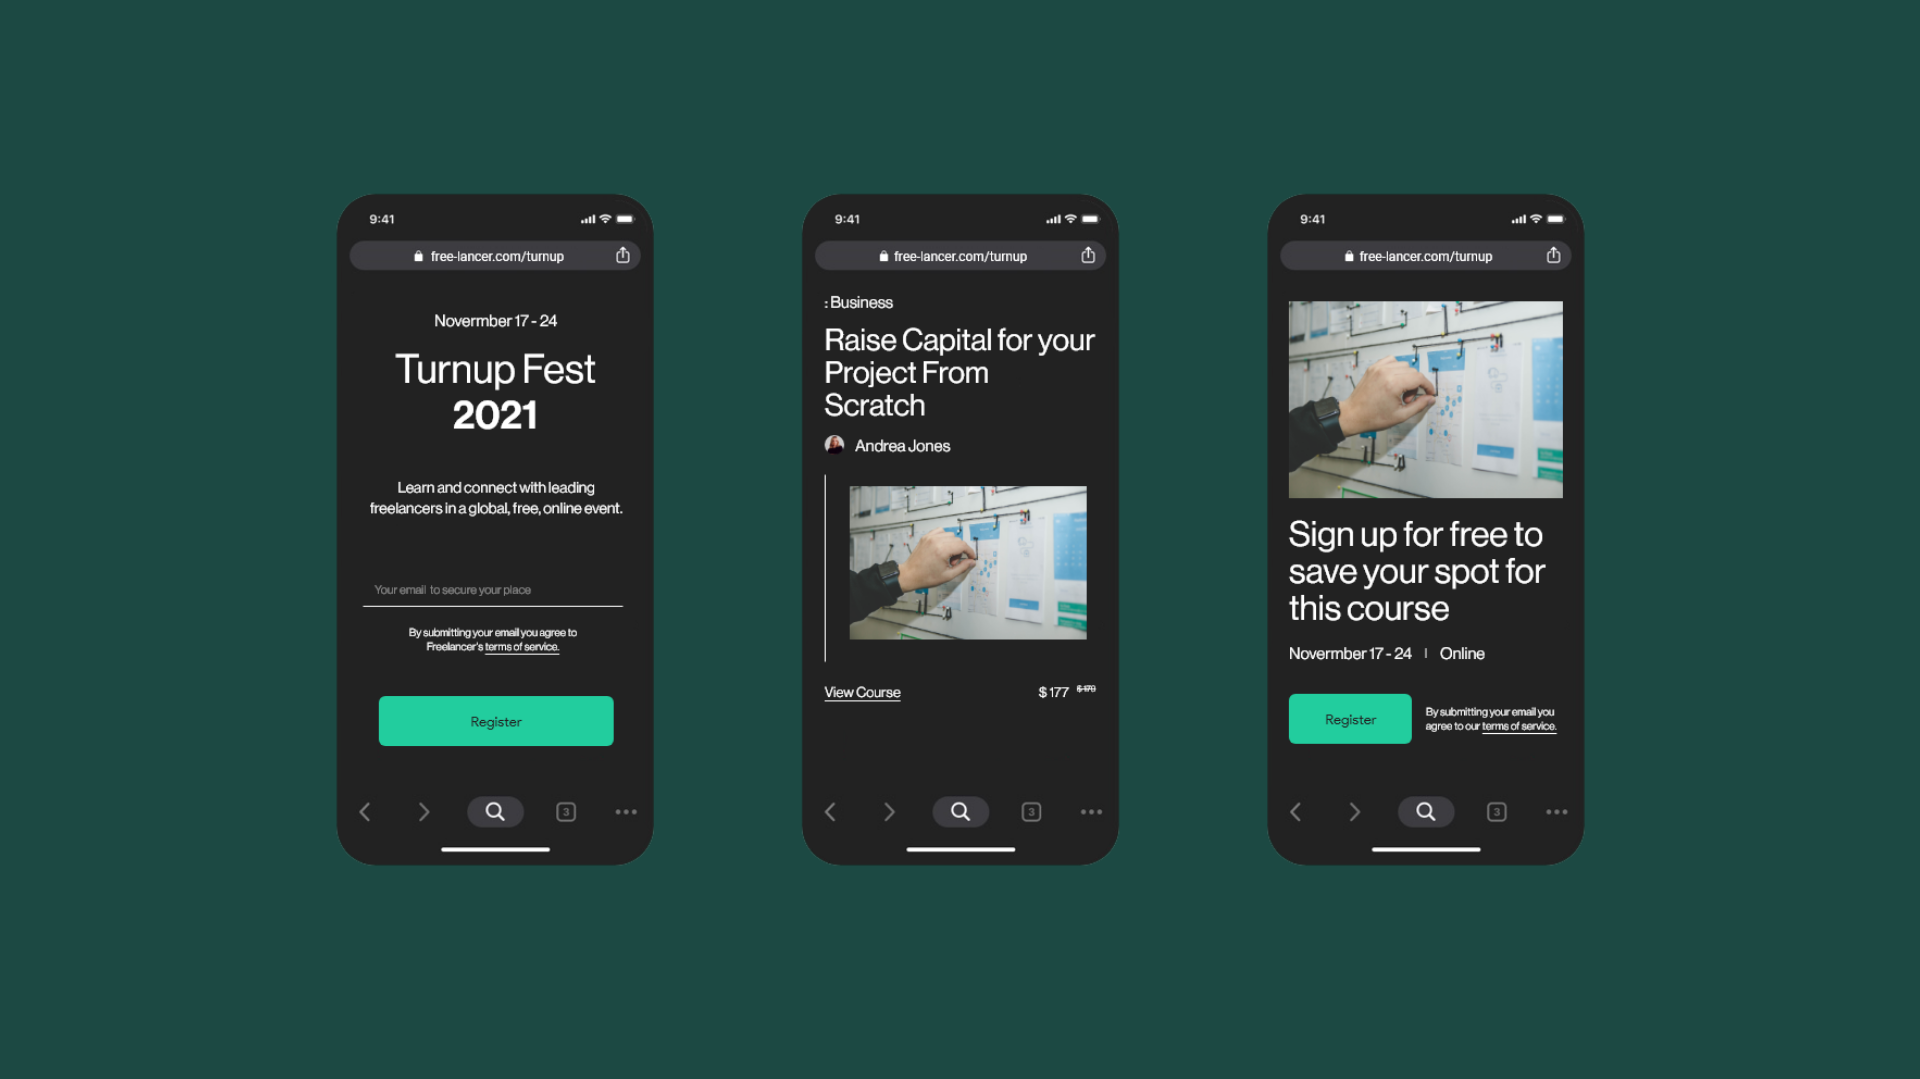 9:41
free-lancer.com/turnup
Novermber 17 - 24
Turnup Fest
2021
Learn and connect with leading
freelancers in a global, free, online event.
Your email to secure your place
By submitting your email you agree to
Freelancer's terms of service.
Register
3
9:41
free-lancer.com/turnup
: Business
Raise Capital for your
Project From
Scratch
Andrea Jones
View Course
$ 177
3
9:41
free-lancer.com/turnup
Sign up for free to
save your spot for
this course
Novermber 17 - 24 | Online
Register
By submitting your email you
agree to our terms of service.
3